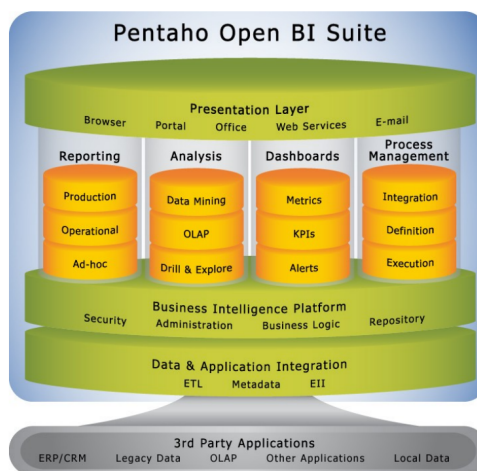 Pentaho Open BI Suite
Presentation Layer
Browser Portal Office Web Services E-mail
Reporting Analysis Dashboards Process Management
Production Data Mining Metrics Integration
Operational OLAP KPIs Definition
Ad-hoc Drill & Explore Alerts Execution
Business Intelligence Platform
Security Administration Business Logic Repository
Data & Application Integration
ETL Metadata EII
3rd Party Applications
ERP/CRM Legacy Data OLAP Other Applications Local Data